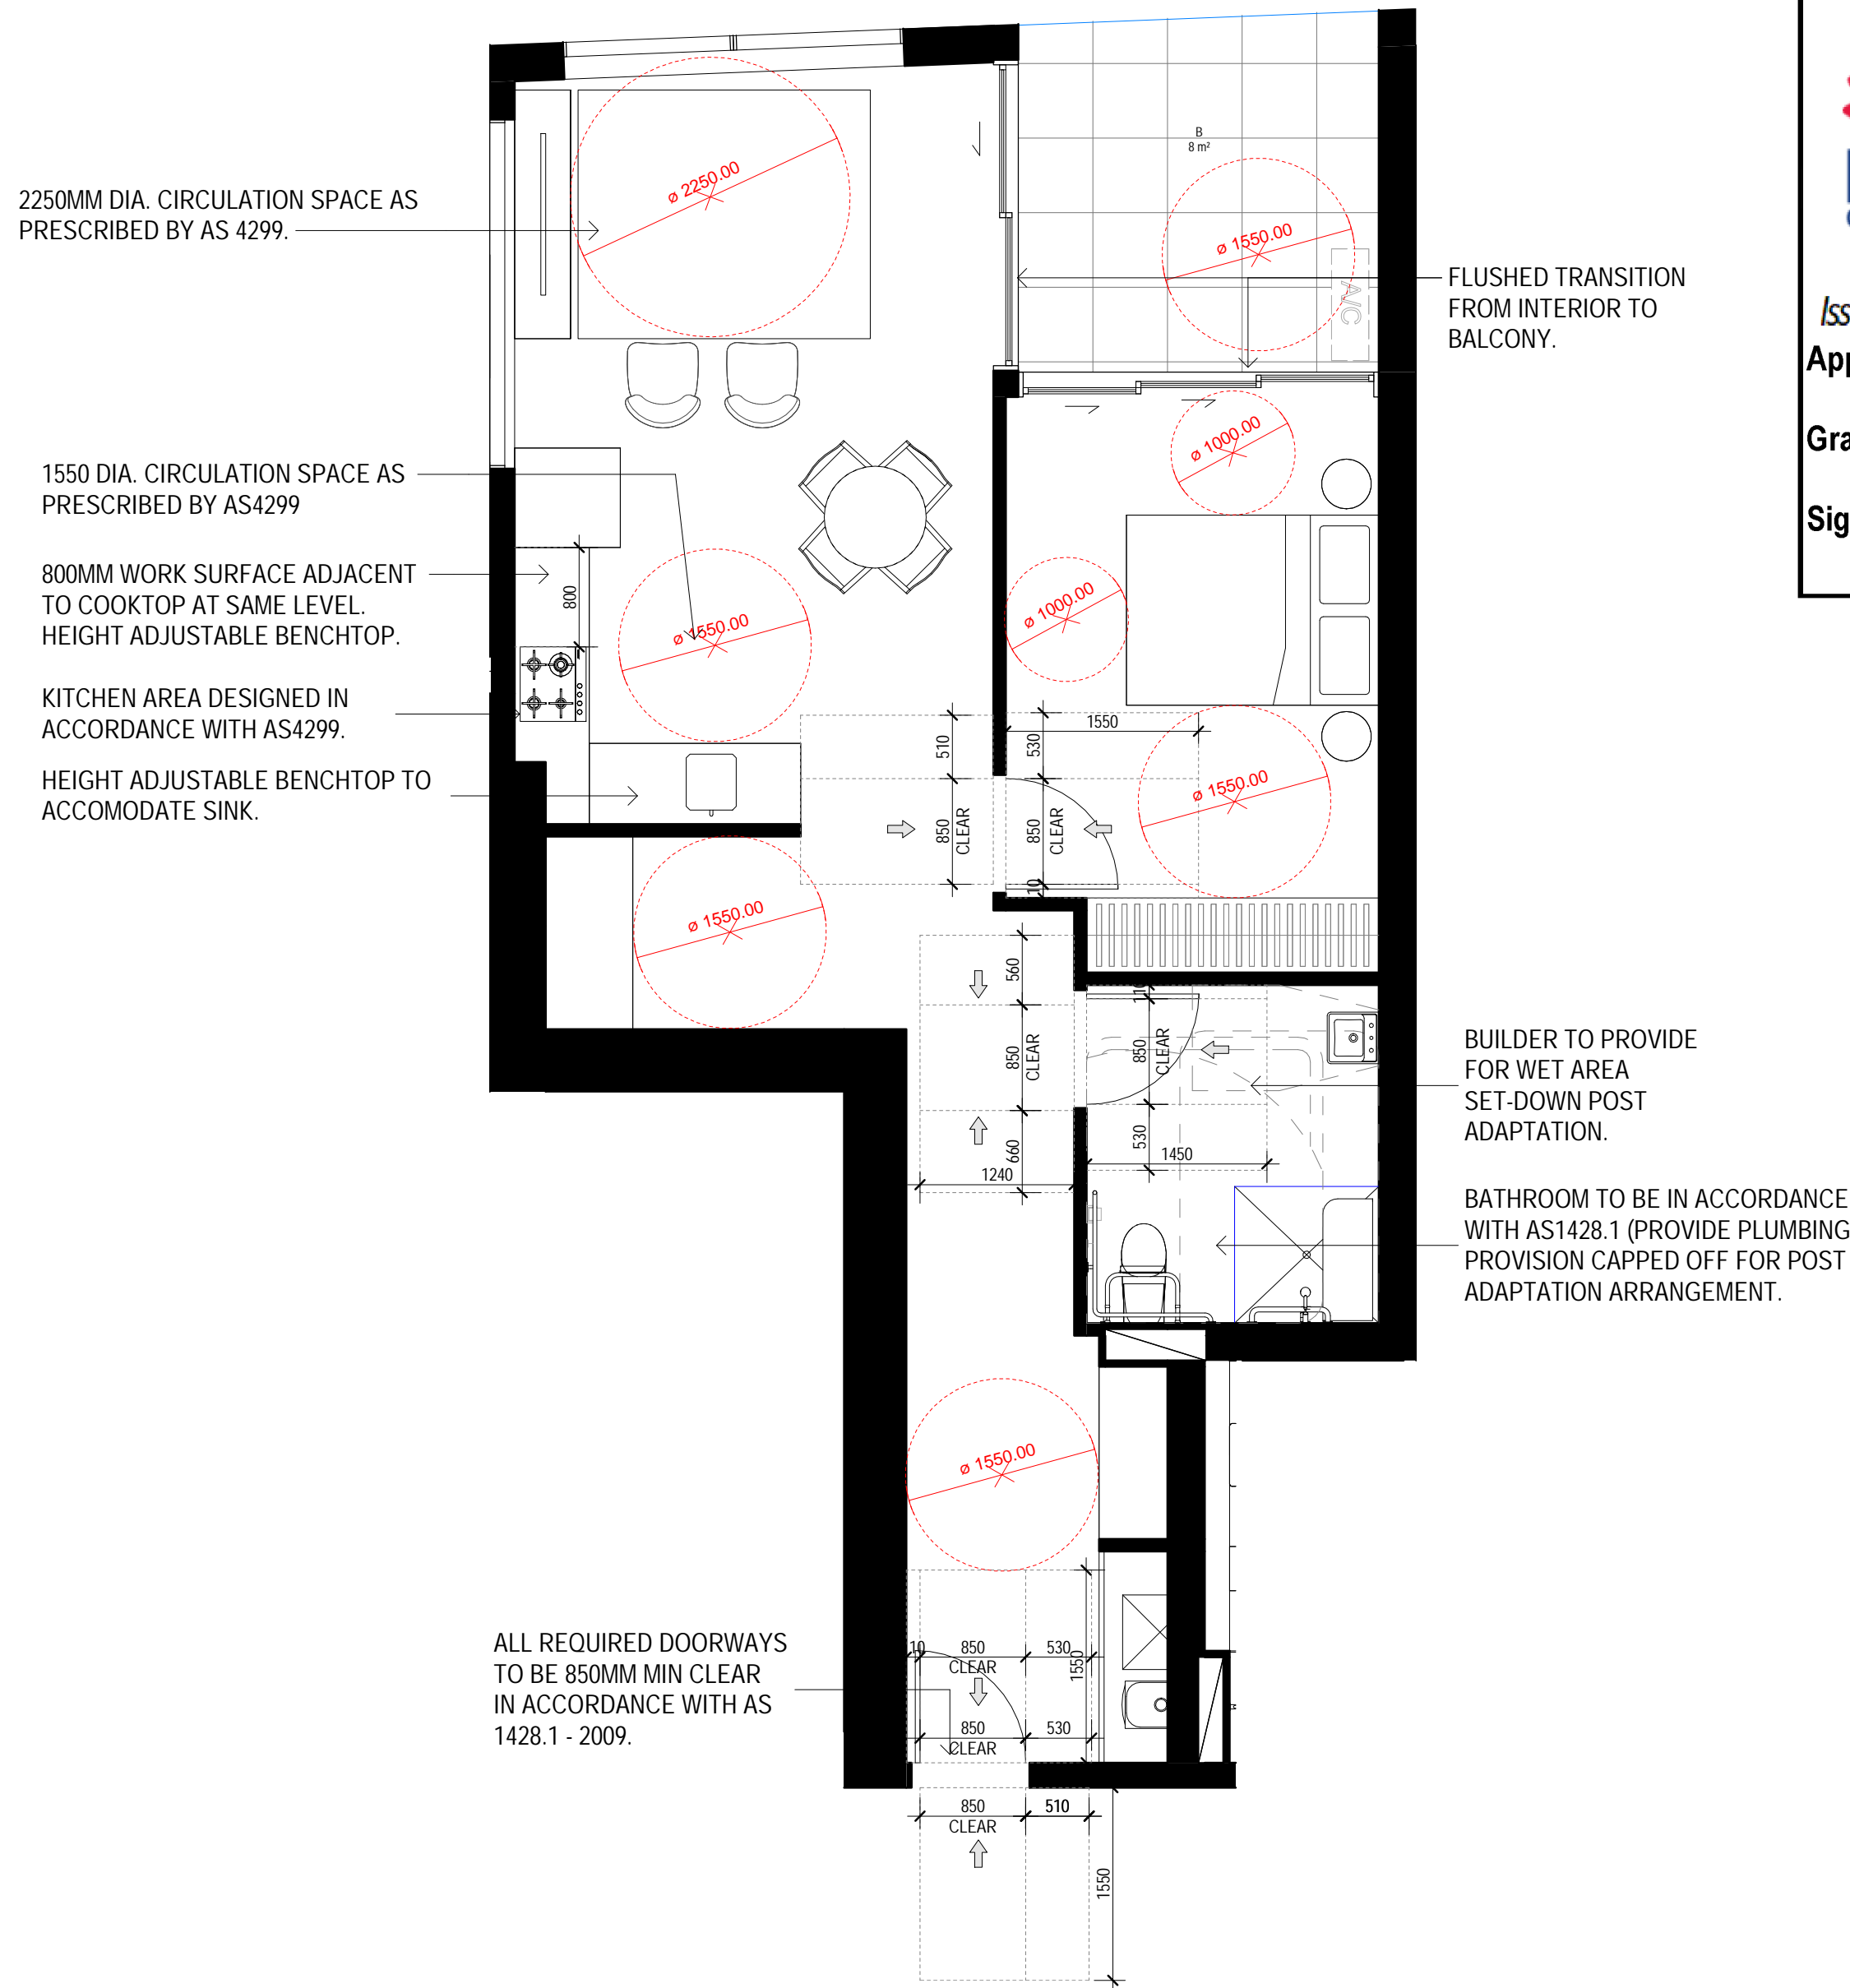 2250MM DIA. CIRCULATION SPACE AS
PRESCRIBED BY AS 4299.
1550 DIA. CIRCULATION SPACE AS
PRESCRIBED BY AS4299
800MM WORK SURFACE ADJACENT
TO COOKTOP AT SAME LEVEL.
HEIGHT ADJUSTABLE BENCHTOP.
KITCHEN AREA DESIGNED IN
ACCORDANCE WITH AS4299.
HEIGHT ADJUSTABLE BENCHTOP TO
ACCOMODATE SINK.
ø 2250.00
B
8 m²
ø 1550.00
A/C
FLUSHED TRANSITION
FROM INTERIOR TO
BALCONY.
ø 1000.00
ø 1000.00
800
ø 1550.00
510
530
1550
ø 1550.00
850
CLEAR
850
CLEAR
10
ø 1550.00
560
850
CLEAR
660
1240
110
850
CLEAR
530
1450
BUILDER TO PROVIDE
FOR WET AREA
SET-DOWN POST
ADAPTATION.
BATHROOM TO BE IN ACCORDANCE
WITH AS1428.1 (PROVIDE PLUMBING
PROVISION CAPPED OFF FOR POST
ADAPTATION ARRANGEMENT.
ø 1550.00
ALL REQUIRED DOORWAYS
TO BE 850MM MIN CLEAR
IN ACCORDANCE WITH AS
1428.1 - 2009.
10
850
CLEAR
530
1550
850
CLEAR
530
850
CLEAR
510
1550
Iss
App
Gra
Sig